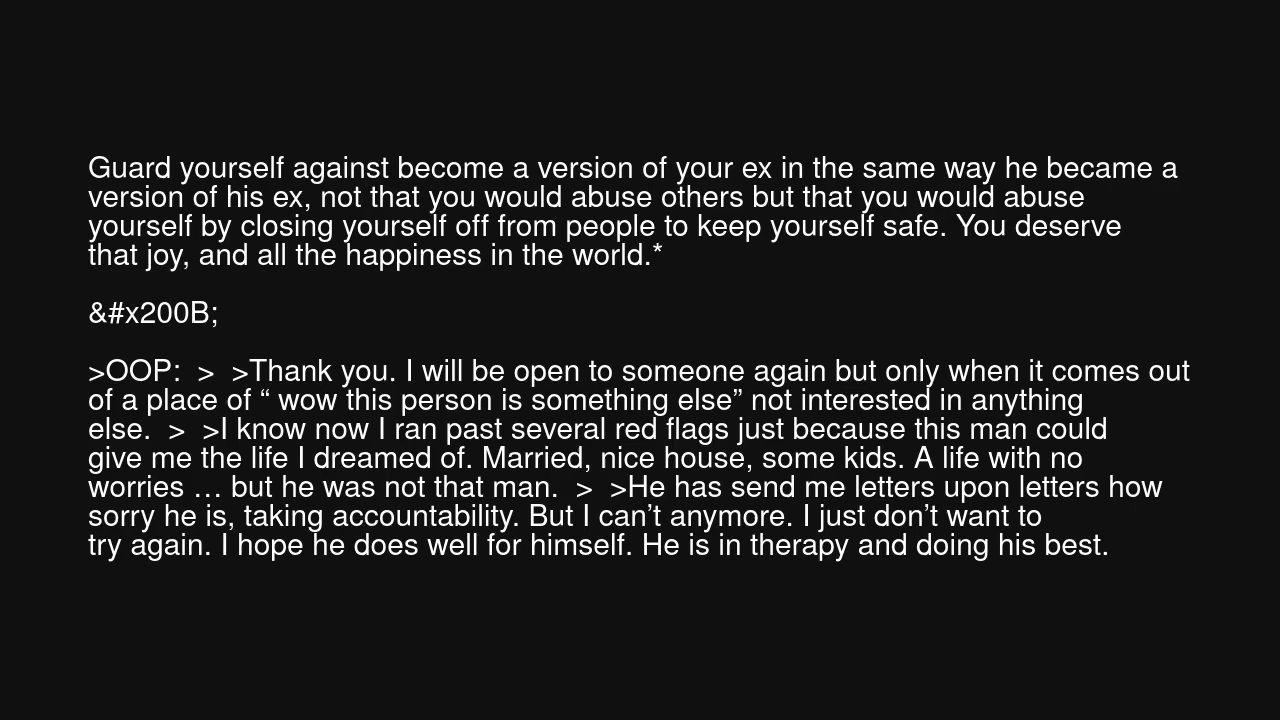 Guard yourself against become a version of your ex in the same way he became a
version of his ex, not that you would abuse others but that you would abuse
yourself by closing yourself off from people to keep yourself safe. You deserve
that joy, and all the happiness in the world.*
&#x200B;
>OOP:  >  >Thank you. I will be open to someone again but only when it comes out
of a place of “ wow this person is something else” not interested in anything
else.  >  >I know now I ran past several red flags just because this man could
give me the life I dreamed of. Married, nice house, some kids. A life with no
worries … but he was not that man.  >  >He has send me letters upon letters how
sorry he is, taking accountability. But I can’t anymore. I just don’t want to
try again. I hope he does well for himself. He is in therapy and doing his best.